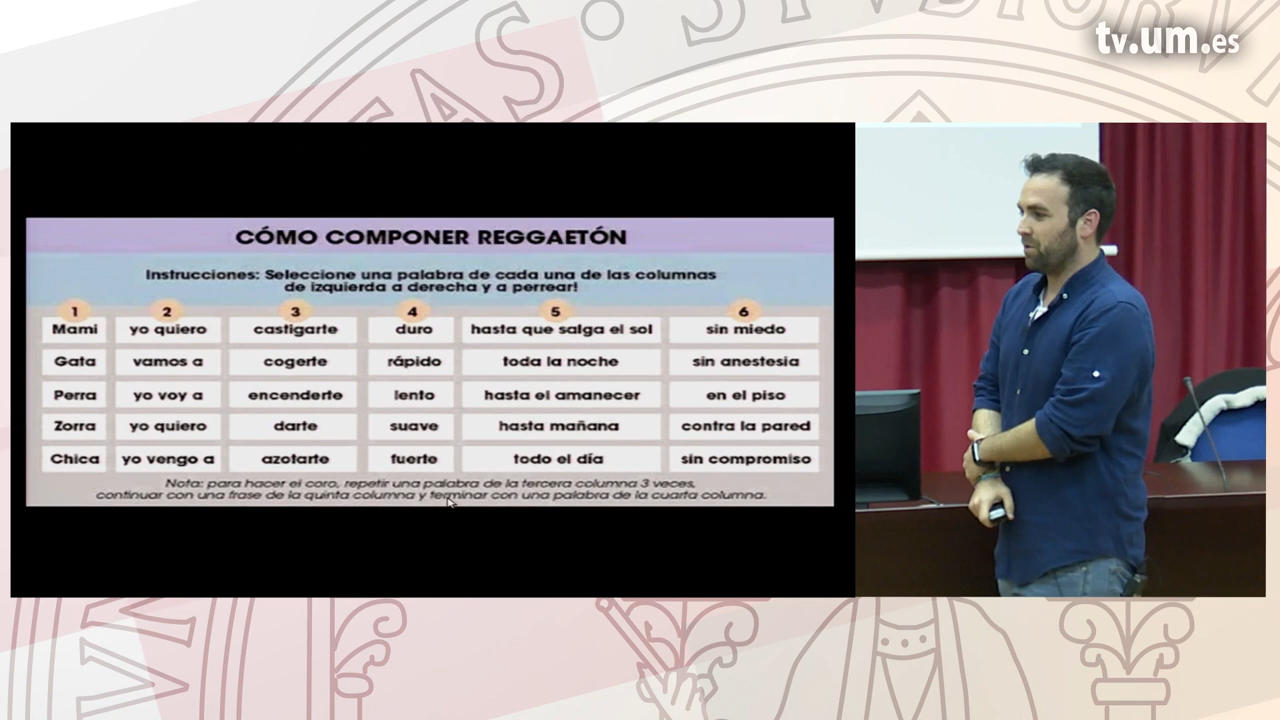 tv.um.es
CÓMO COMPONER REGGAETÓN
Instrucciones: Seleccione una palabra de cada una de las columnas
de izquierda a derecha y a perrear!
1 2 3 4 5 6
Mami yo quiero castigarte duro hasta que salga el sol sin miedo
Gata vamos a cogerte rápido toda la noche sin anestesia
Perra yo voy a encenderte lento hasta el amanecer en el piso
Zorra yo quiero darte suave hasta mañana contra la pared
Chica yo vengo a azotarte fuerte todo el día sin compromiso
Nota: para hacer el coro, repetir una palabra de la tercera columna 3 veces,
continuar con una frase de la quinta columna y terminar con una palabra de la cuarta columna.